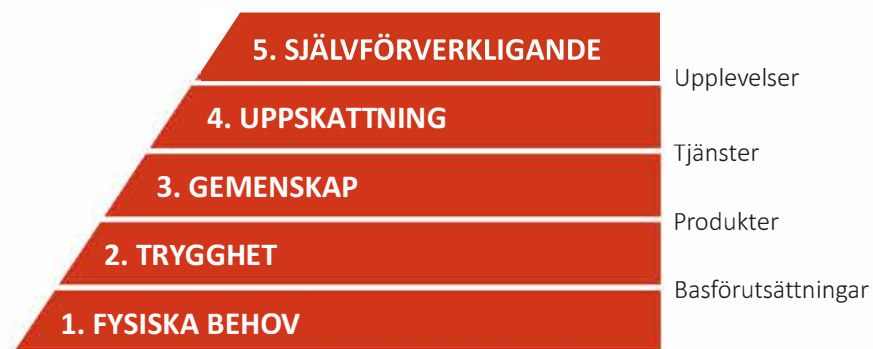 5. SJÄLVFÖRVERKLIGANDE
Upplevelser
4. UPPSKATTNING
Tjänster
3. GEMENSKAP
Produkter
2. TRYGGHET
Basförutsättningar
1. FYSISKA BEHOV